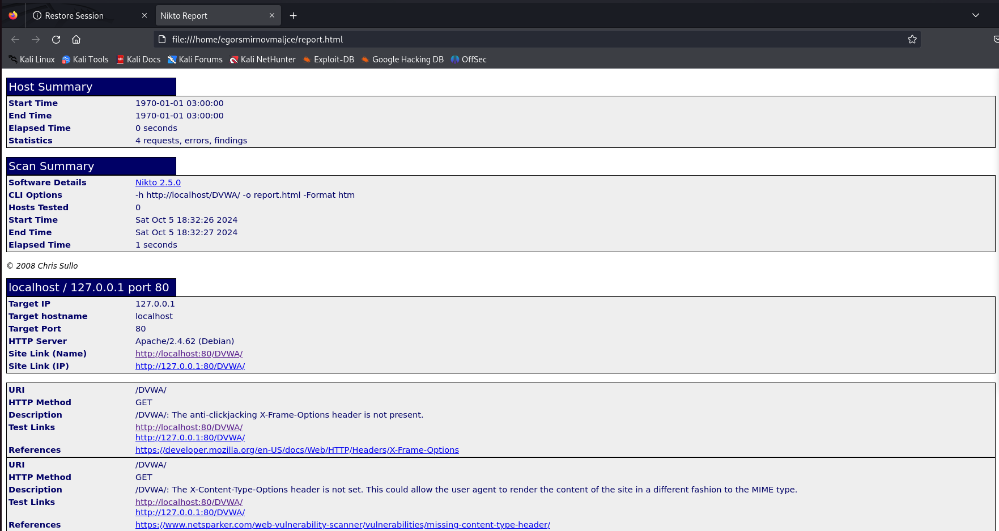 Restore Session
Nikto Report
file:///home/egorsmirnovmaljce/report.html
Kali Linux Kali Tools Kali Docs Kali Forums Kali NetHunter Exploit-DB Google Hacking DB OffSec
Host Summary
Start Time 1970-01-01 03:00:00
End Time 1970-01-01 03:00:00
Elapsed Time 0 seconds
Statistics 4 requests, errors, findings
Scan Summary
Software Details Nikto 2.5.0
CLI Options -h http://localhost/DVWA/ -o report.html -Format htm
Hosts Tested 0
Start Time Sat Oct 5 18:32:26 2024
End Time Sat Oct 5 18:32:27 2024
Elapsed Time 1 seconds
© 2008 Chris Sullo
localhost / 127.0.0.1 port 80
Target IP 127.0.0.1
Target hostname localhost
Target Port 80
HTTP Server Apache/2.4.62 (Debian)
Site Link (Name) http://localhost:80/DVWA/
Site Link (IP) http://127.0.0.1:80/DVWA/
URI /DVWA/
HTTP Method GET
Description /DVWA/: The anti-clickjacking X-Frame-Options header is not present.
Test Links http://localhost:80/DVWA/
http://127.0.0.1:80/DVWA/
References https://developer.mozilla.org/en-US/docs/Web/HTTP/Headers/X-Frame-Options
URI /DVWA/
HTTP Method GET
Description /DVWA/: The X-Content-Type-Options header is not set. This could allow the user agent to render the content of the site in a different fashion to the MIME type.
Test Links http://localhost:80/DVWA/
http://127.0.0.1:80/DVWA/
References https://www.netsparker.com/web-vulnerability-scanner/vulnerabilities/missing-content-type-header/